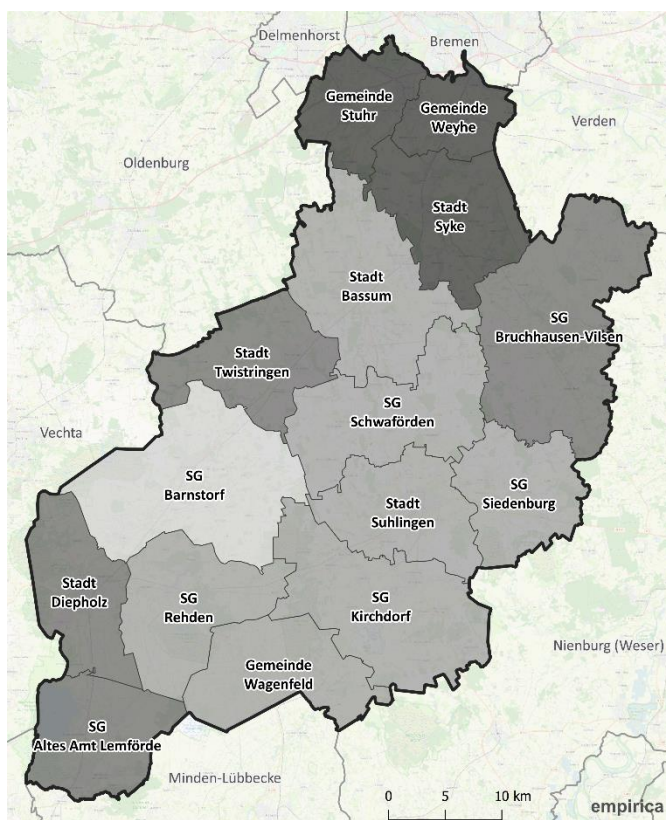 Delmenhorst
Bremen
Gemeinde
Stuhr
Gemeinde
Weyhe
Verden
Oldenburg
Stadt
Syke
Stadt
Bassum
SG
Bruchhausen-Vilsen
Stadt
Twistringen
SG
Schwaförden
Vechta
SG
Barnstorf
Stadt
Suhlingen
SG
Siedenburg
Stadt
Diepholz
SG
Rehden
SG
Kirchdorf
Gemeinde
Wagenfeld
Nienburg (Weser)
SG
Altes Amt Lemförde
Minden-Lübbecke
0 5 10 km
empirica